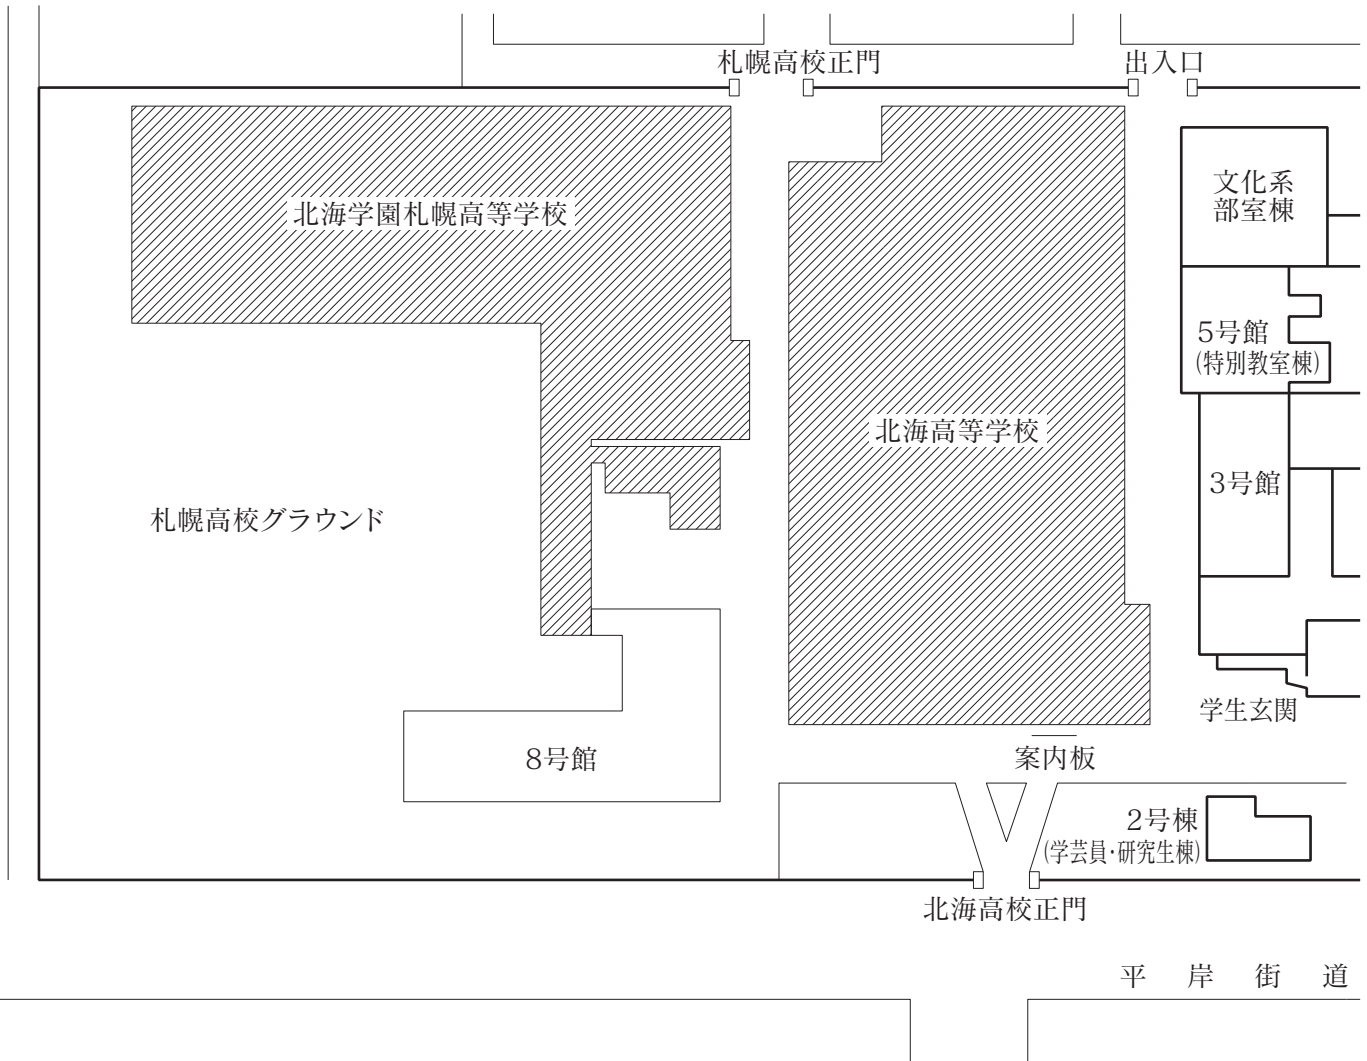 札幌高校正門
出入口
文化系
部室棟
北海学園札幌高等学校
5号館
(特別教室棟)
北海高等学校
3号館
札幌高校グラウンド
学生玄関
8号館
案内板
2号棟
(学芸員・研究生棟)
北海高校正門
平岸街道